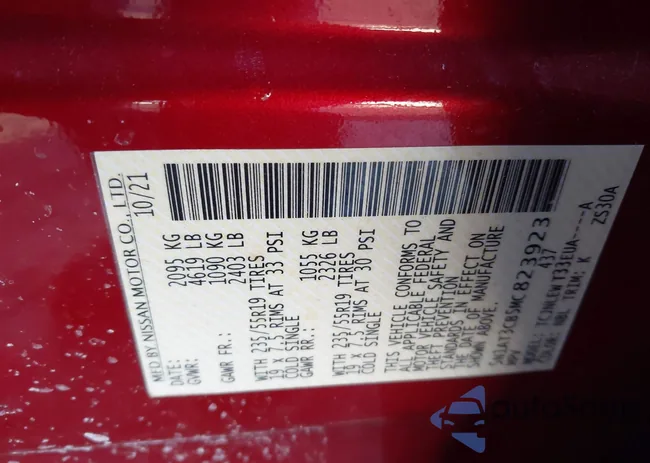 MFD BY NISSAN MOTOR CO., LTD.
DATE: 10/21
GVWR: 2095 KG
4619 LB
GAWR FR.: 1090 KG
2403 LB
WITH 235/55R19 TIRES
19 x 7.5 RIMS AT 33 PSI
COLD SINGLE
GAWR RR.: 1055 KG
2326 LB
WITH 235/55R19 TIRES
19 x 7.5 RIMS AT 30 PSI
COLD SINGLE
THIS VEHICLE CONFORMS TO
ALL APPLICABLE FEDERAL
MOTOR VEHICLE SAFETY AND
THEFT PREVENTION
STANDARDS IN EFFECT ON
THE DATE OF MANUFACTURE
SHOWN ABOVE.
823923
MPV 437
MODEL: A
COLOR: NBL TRIM: K ZS30A